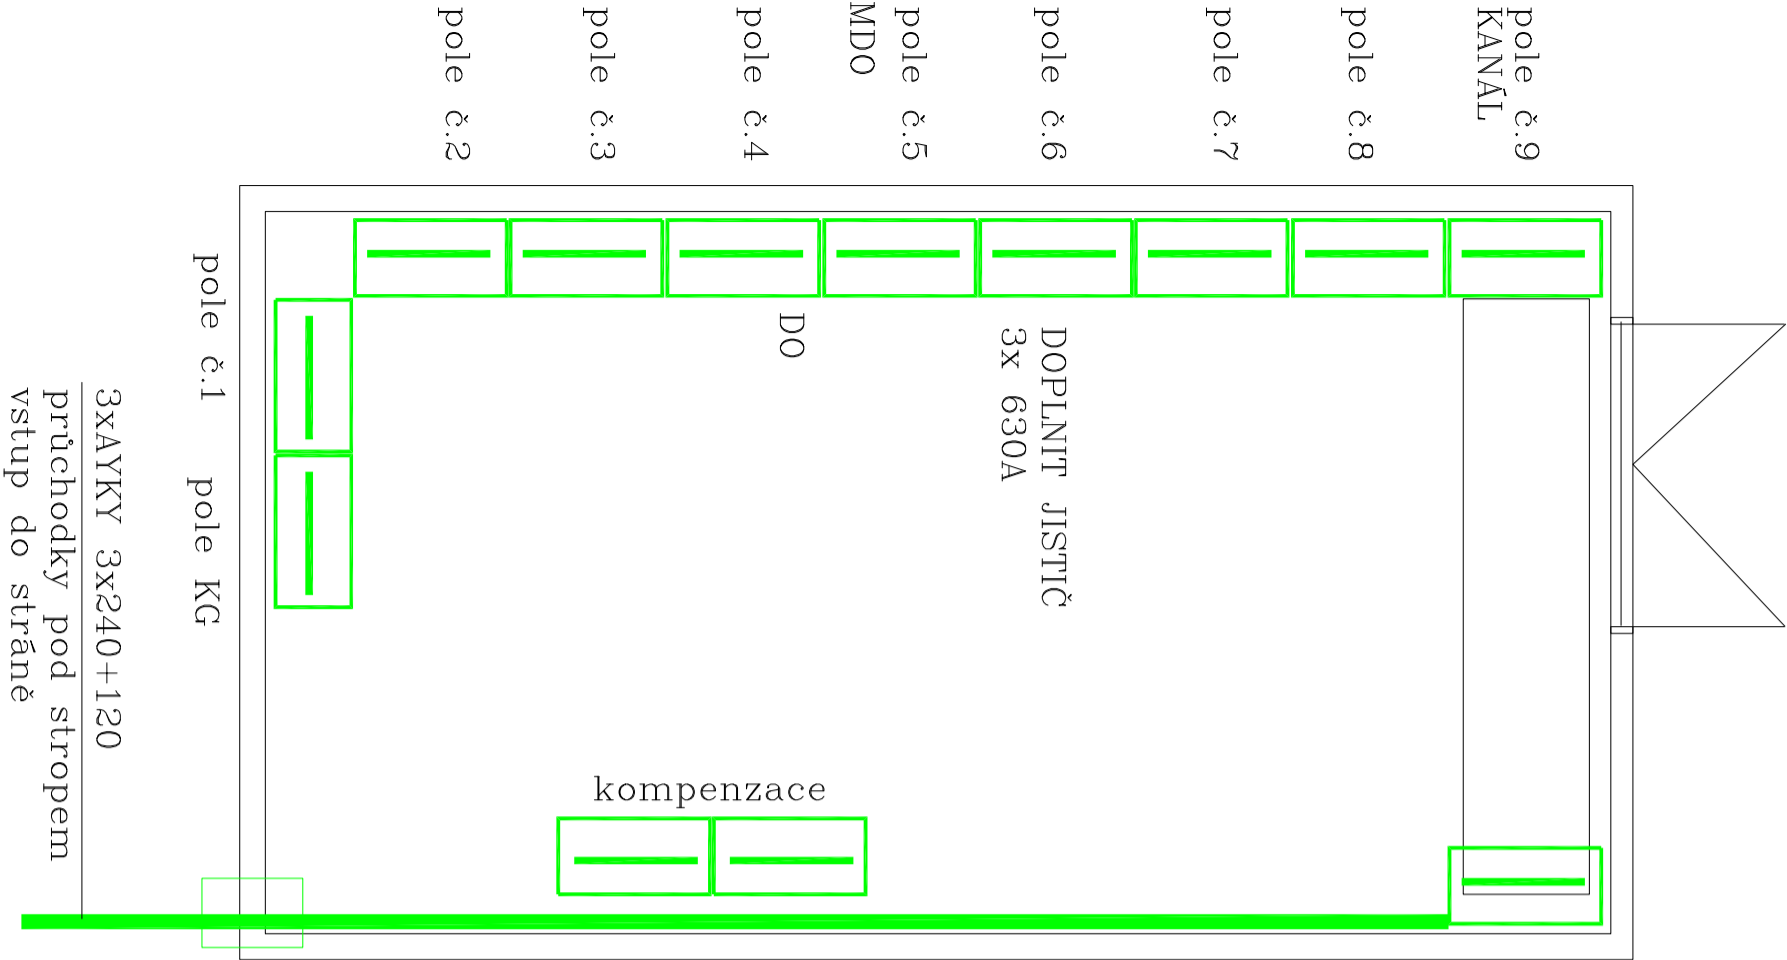 pole č.2
pole č.3
pole č.4
MDO
pole č.5
pole č.6
pole č.7
pole č.8
pole č.9
KANÁL
pole č.1
pole KG
DO
DOPLNIT JISTIČ
3x 630A
3xAYKY 3x240+120
průchodky pod stropem
vstup do stráně
kompenzace